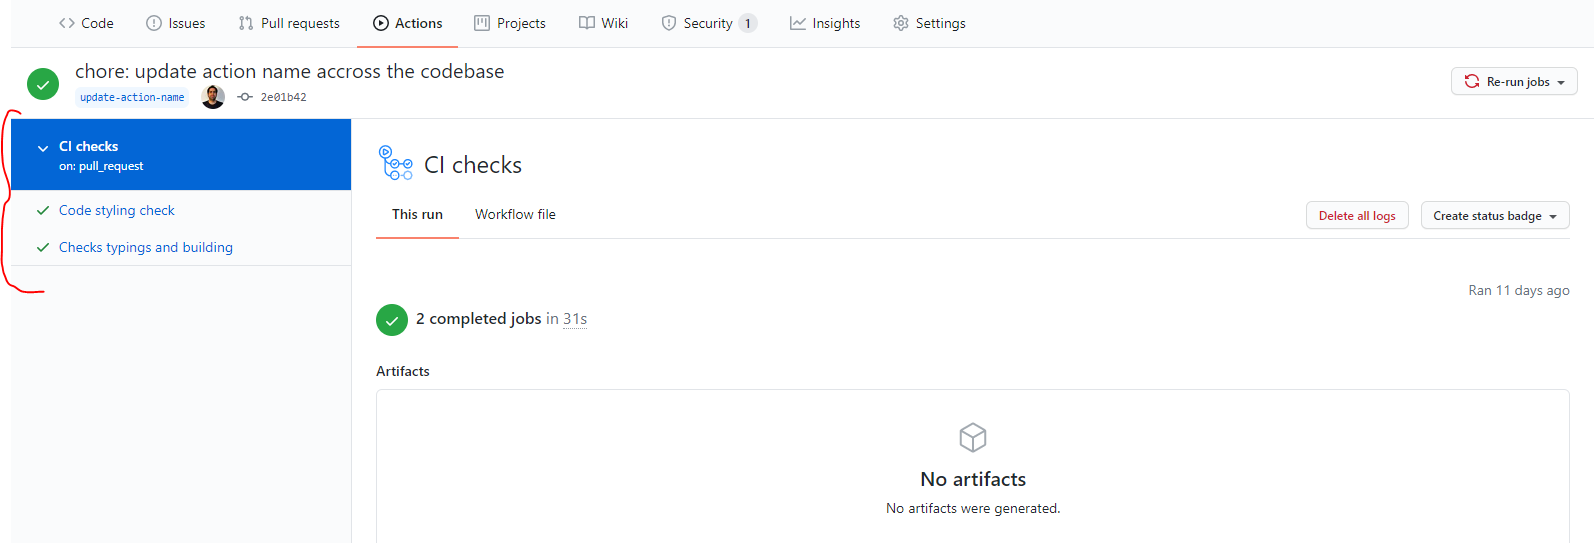 Code Issues Pull requests Actions Projects Wiki Security 1 Insights Settings
chore: update action name accross the codebase
update-action-name 2e01b42
Re-run jobs
CI checks
on: pull_request
Code styling check
Checks typings and building
CI checks
This run Workflow file
Delete all logs Create status badge
Ran 11 days ago
2 completed jobs in 31s
Artifacts
No artifacts
No artifacts were generated.